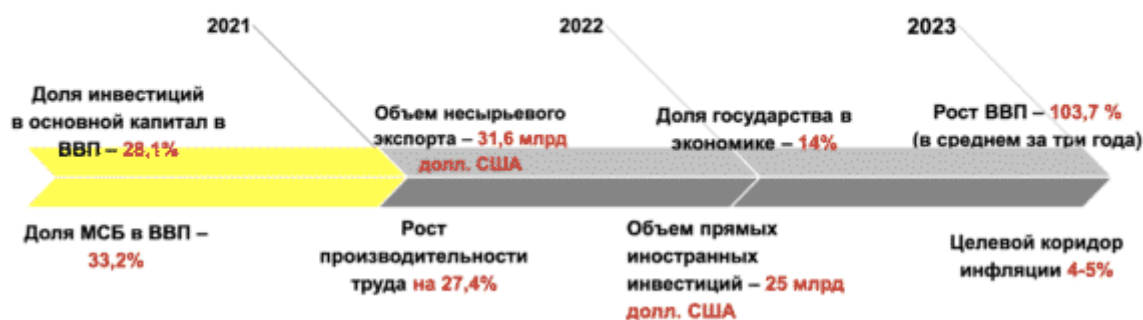 2021
2022
2023
Доля инвестиций
в основной капитал в
ВВП – 28,1%
Объем несырьевого
экспорта – 31,6 млрд
долл. США
Доля государства в
экономике – 14%
Рост ВВП – 103,7 %
(в среднем за три года)
Доля МСБ в ВВП –
33,2%
Рост
производительности
труда на 27,4%
Объем прямых
иностранных
инвестиций – 25 млрд
долл. США
Целевой коридор
инфляции 4-5%